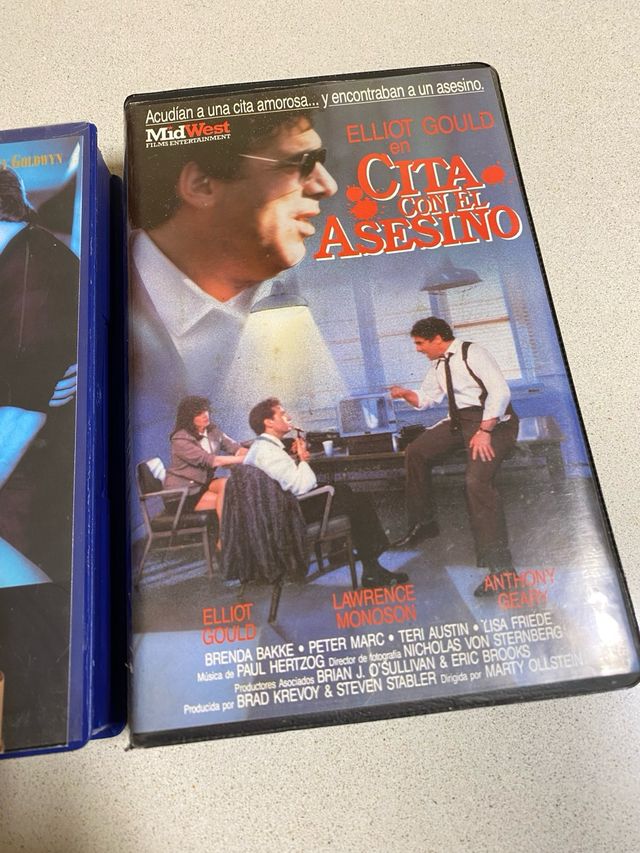 GOLDWYN
Acudían a una cita amorosa... y encontraban a un asesino.
MidWest
FILMS ENTERTAINMENT
ELLIOT GOULD
en
CITA
CON EL
ASESINO
ELLIOT
GOULD
LAWRENCE
MONOSON
ANTHONY
GEARY
BRENDA BAKKE • PETER MARC • TERI AUSTIN • LISA FRIEDE
Música de PAUL HERTZOG Director de fotografía NICHOLAS VON STERNBERG
Productores Asociados BRIAN J. O'SULLIVAN & ERIC BROOKS
Producida por BRAD KREVOY & STEVEN STABLER Dirigida por MARTY OLLSTEIN